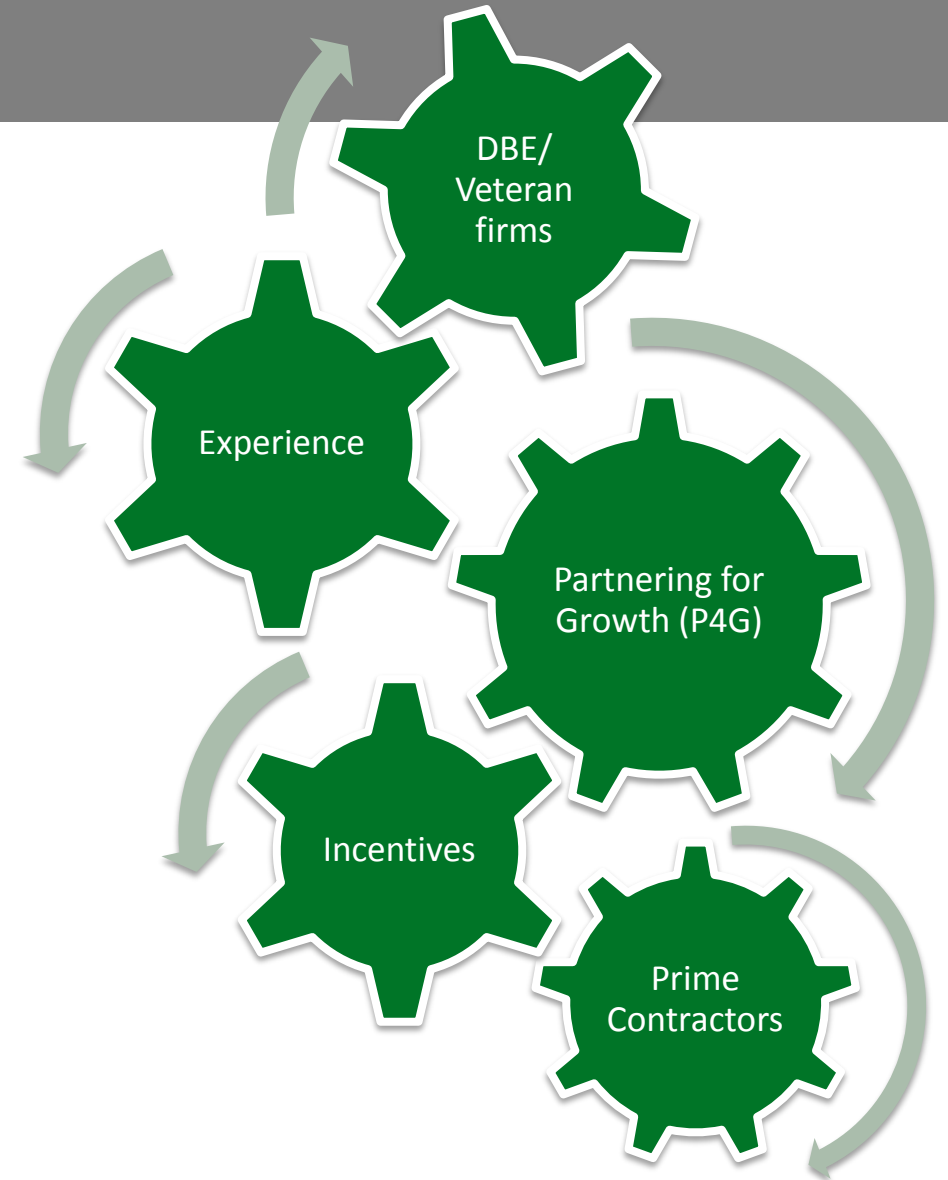 DBE/
Veteran
firms
Experience
Partnering for
Growth (P4G)
Incentives
Prime
Contractors